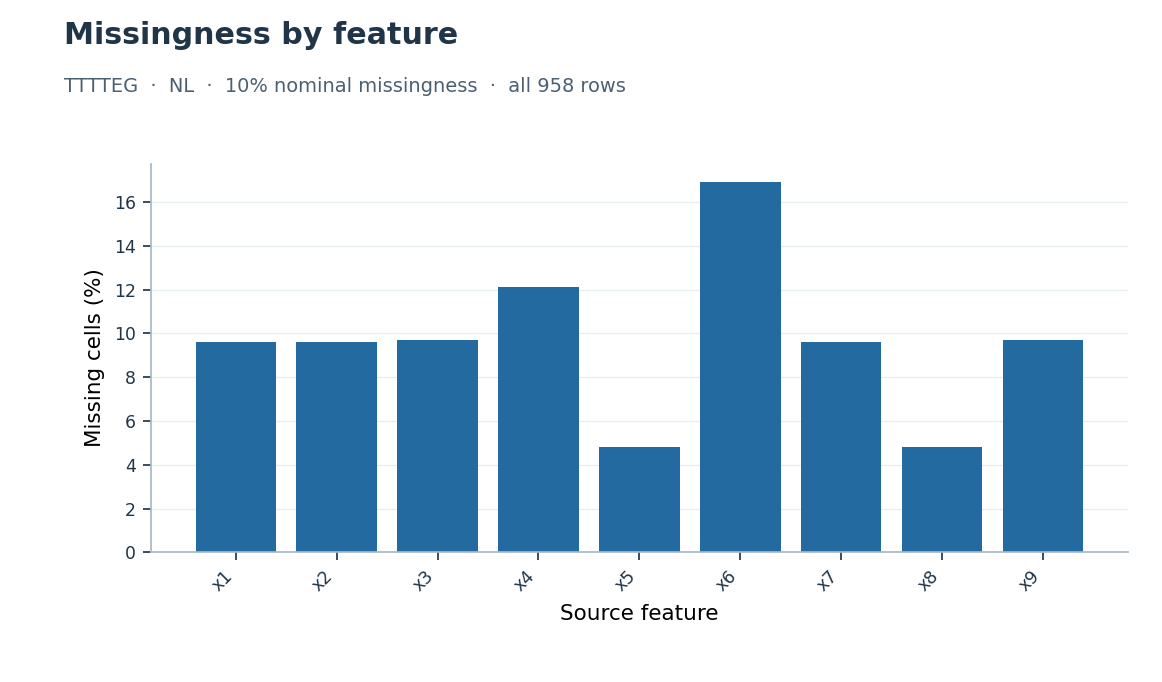 Missingness by feature
TTTTEG · NL · 10% nominal missingness · all 958 rows
Missing cells (%)
16
14
12
10
8
6
4
2
0
x1 x2 x3 x4 x5 x6 x7 x8 x9
Source feature